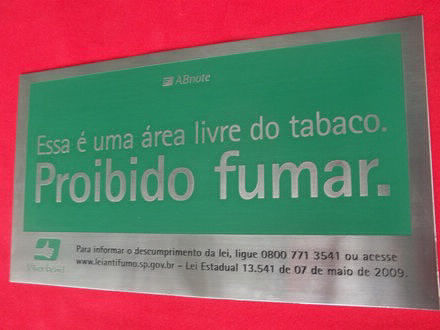 ABnote
Essa é uma área livre do tabaco.
Proibido fumar.
Para informar o descumprimento da lei, ligue 0800 771 3541 ou acesse
www.leiantifumo.sp.gov.br – Lei Estadual 13.541 de 07 de maio de 2009.